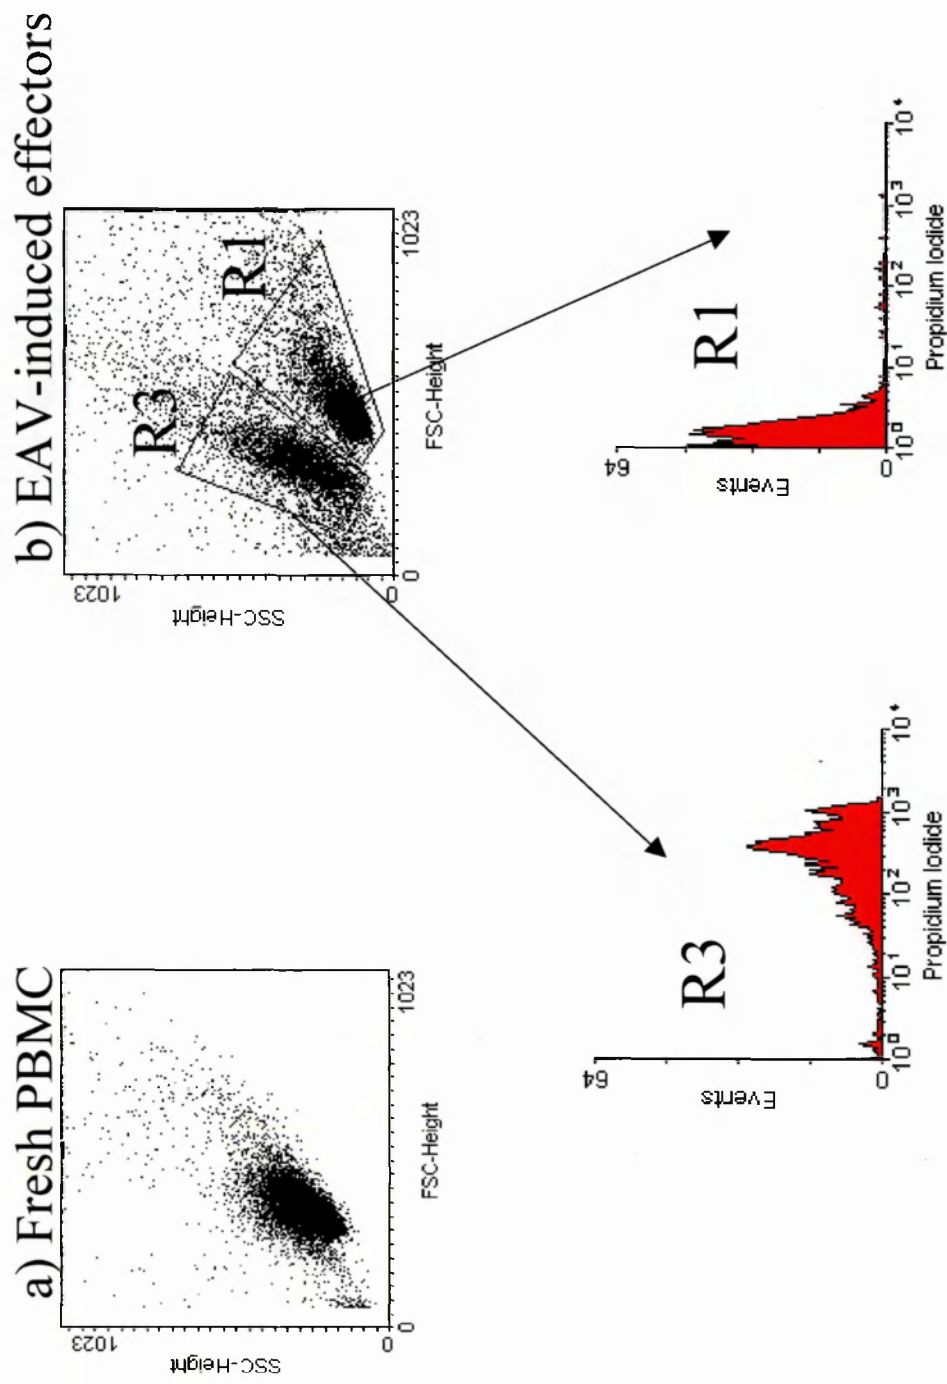 a) Fresh PBMC
1023
SSC-Height
0
0
1023
FSC-Height
b) EAV-induced effectors
1023
SSC-Height
0
R3
R1
0
1023
FSC-Height
R3
64
Events
0
10⁰ 10¹ 10² 10³ 10⁴
Propidium Iodide
R1
64
Events
0
10⁰ 10¹ 10² 10³ 10⁴
Propidium Iodide